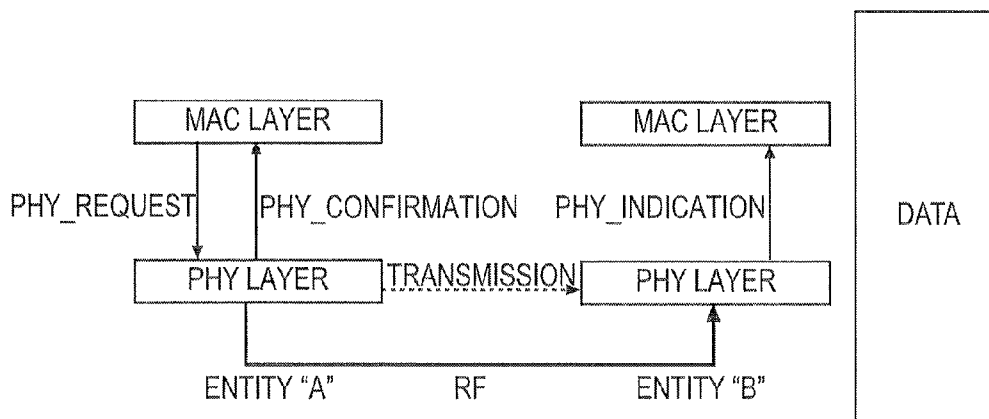 MAC LAYER
MAC LAYER
PHY_REQUEST
PHY_CONFIRMATION
PHY_INDICATION
DATA
PHY LAYER
TRANSMISSION
PHY LAYER
ENTITY "A"
RF
ENTITY "B"